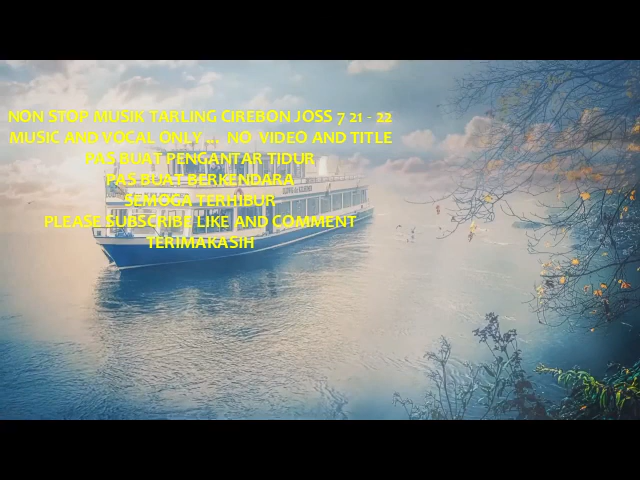 NON STOP MUSIK TARLING CIREBON JOSS 7 21 - 22
MUSIC AND VOCAL ONLY ... NO VIDEO AND TITLE
PAS BUAT PENGANTAR TIDUR
PAS BUAT BERKENDARA
SEMOGA TERHIBUR
PLEASE SUBSCRIBE LIKE AND COMMENT
TERIMAKASIH